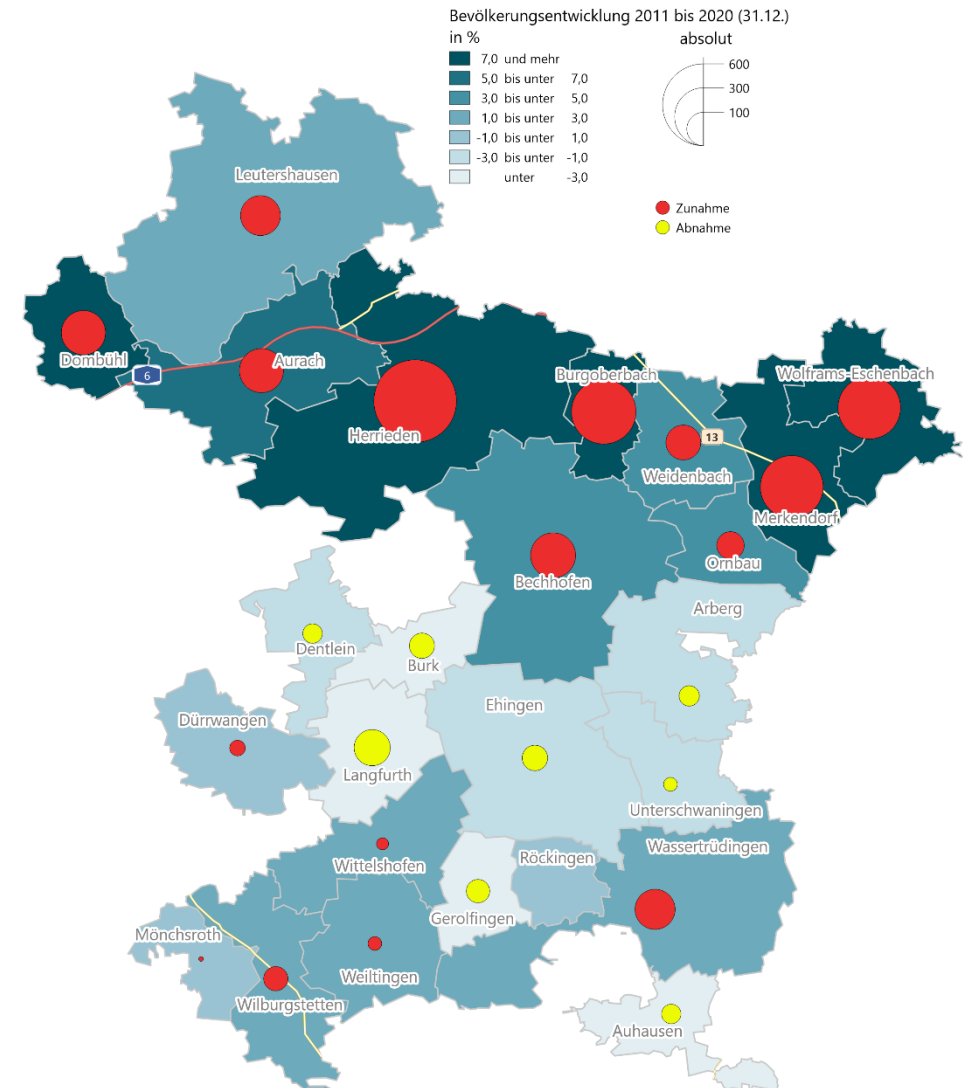 Bevölkerungsentwicklung 2011 bis 2020 (31.12.)
in %
absolut
7,0 und mehr
5,0 bis unter 7,0
3,0 bis unter 5,0
1,0 bis unter 3,0
-1,0 bis unter 1,0
-3,0 bis unter -1,0
unter -3,0
600
300
100
Zunahme
Abnahme
Leutershausen
Dombühl
6
Aurach
Herrieden
Burgoberbach
Wolframs-Eschenbach
13
Weidenbach
Merkendorf
Ornbau
Bechhofen
Arberg
Dentlein
Burk
Ehingen
Dürrwangen
Langfurth
Unterschwaningen
Wittelshofen
Röckingen
Wassertrüdingen
Gerolfingen
Mönchsroth
Weiltingen
Wilburgstetten
Auhausen